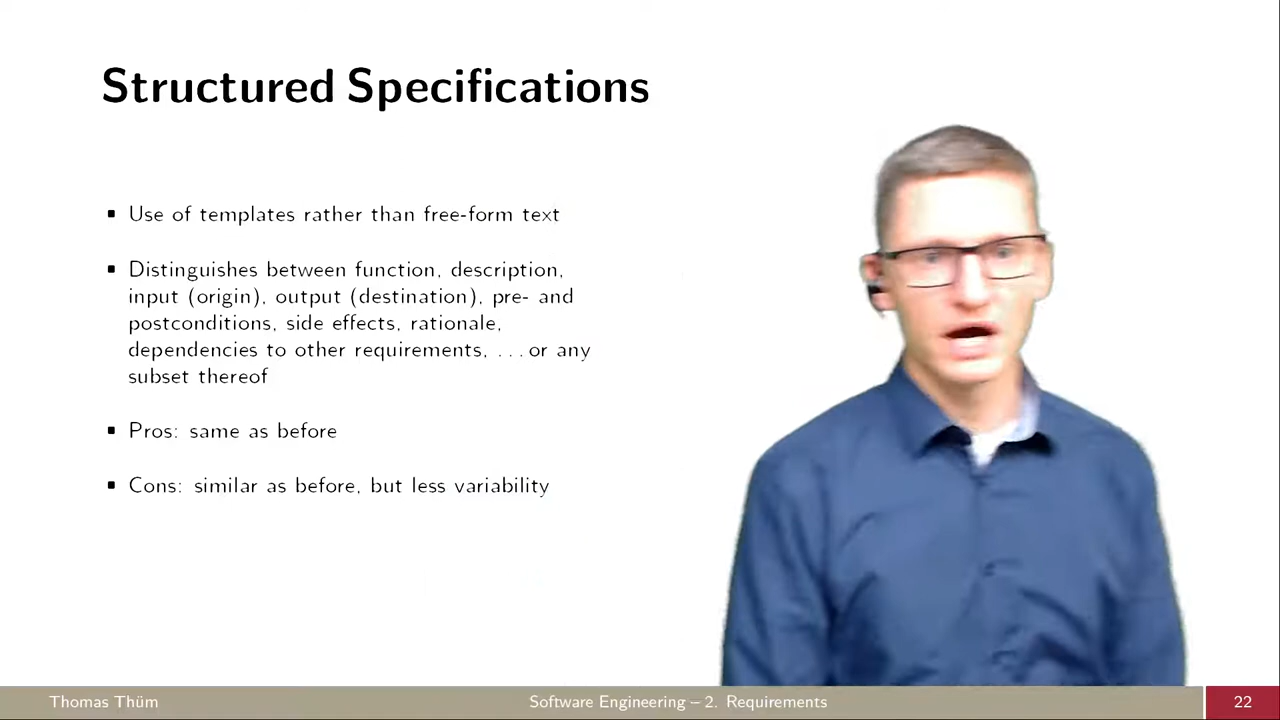 Structured Specifications
Use of templates rather than free-form text
Distinguishes between function, description,
input (origin), output (destination), pre- and
postconditions, side effects, rationale,
dependencies to other requirements, ... or any
subset thereof
Pros: same as before
Cons: similar as before, but less variability
Thomas Thüm
Software Engineering – 2. Requirements
22